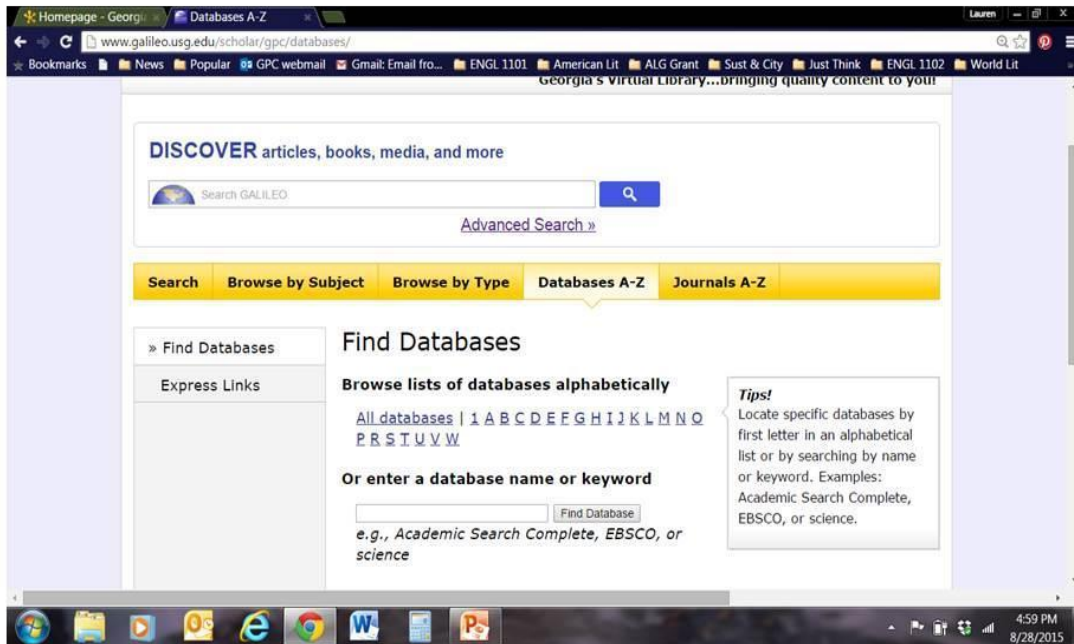 Homepage - Georgi
Databases A-Z
Lauren
www.galileo.usg.edu/scholar/gpc/databases/
Bookmarks News Popular GPC webmail Gmail: Email fro... ENGL 1101 American Lit ALG Grant Sust & City Just Think ENGL 1102 World Lit
Georgia's Virtual Library...bringing quality content to you!
DISCOVER articles, books, media, and more
Search GALILEO
Advanced Search »
Search Browse by Subject Browse by Type Databases A-Z Journals A-Z
» Find Databases
Express Links
Find Databases
Browse lists of databases alphabetically
All databases | 1 A B C D E F G H I J K L M N O
P R S T U V W
Or enter a database name or keyword
Find Database
e.g., Academic Search Complete, EBSCO, or
science
Tips!
Locate specific databases by
first letter in an alphabetical
list or by searching by name
or keyword. Examples:
Academic Search Complete,
EBSCO, or science.
4:59 PM
8/28/2015